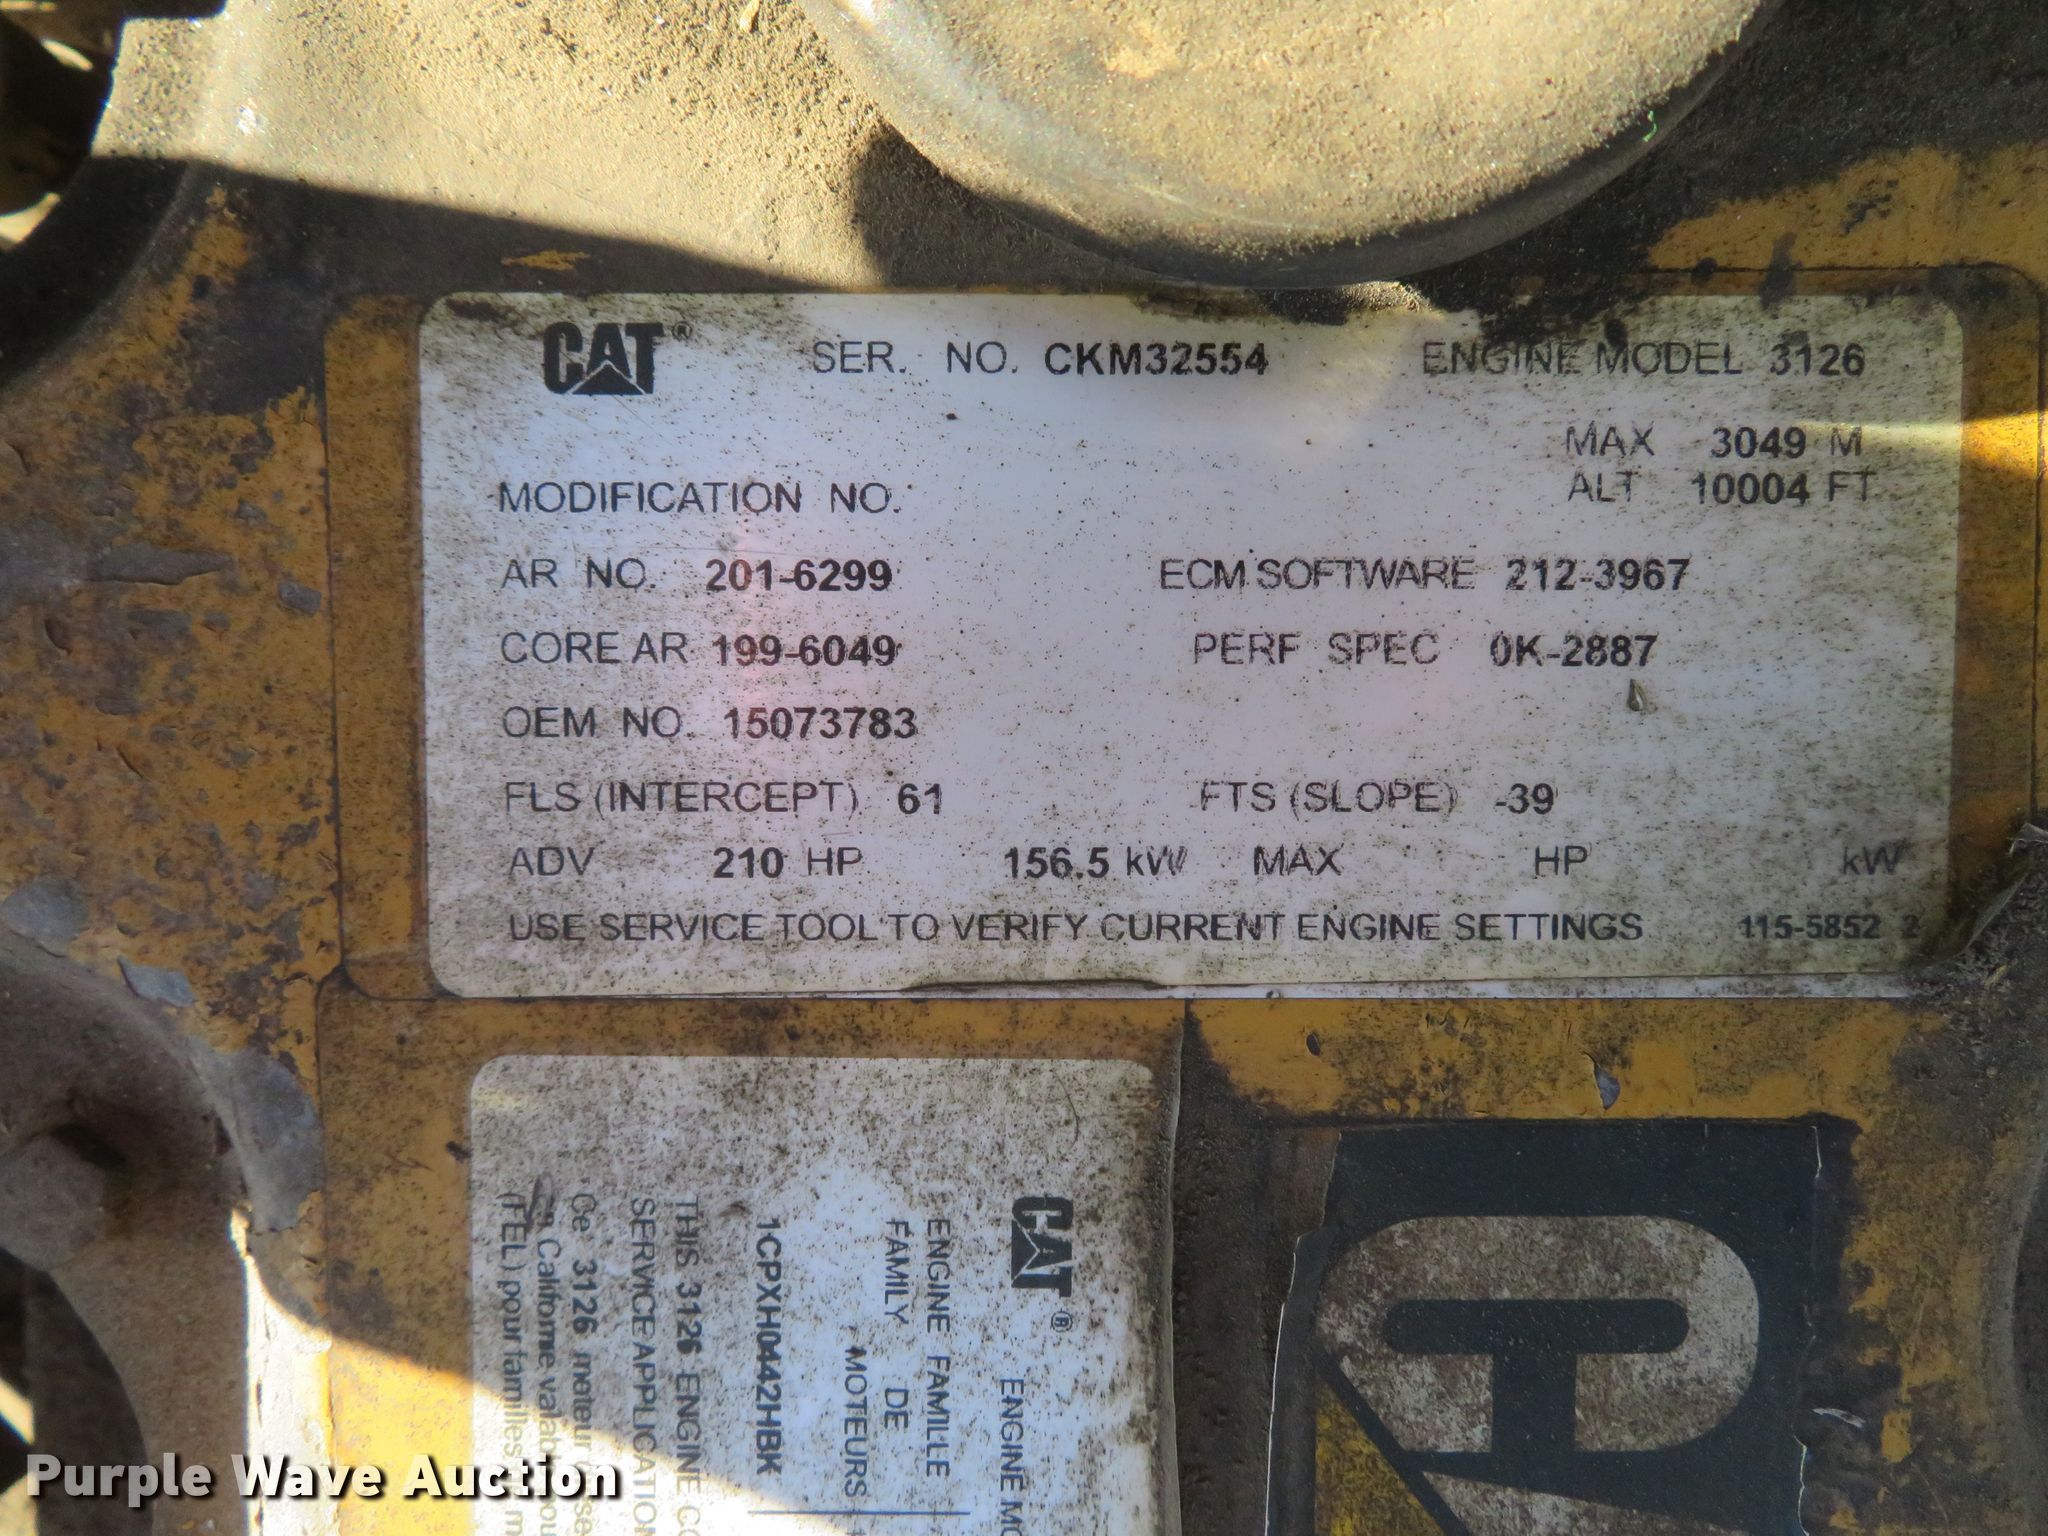 CAT® SER. NO. CKM32554 ENGINE MODEL 3126
MAX 3049 M
MODIFICATION NO. ALT 10004 FT
AR NO. 201-6299 ECM SOFTWARE 212-3967
CORE AR 199-6049 PERF SPEC 0K-2887
OEM NO. 15073783
FLS (INTERCEPT) 61 FTS (SLOPE) -39
ADV 210 HP 156.5 kW MAX HP kW
USE SERVICE TOOL TO VERIFY CURRENT ENGINE SETTINGS 115-5852 2
CAT® ENGINE
ENGINE FAMILLE
FAMILY DE MOTEURS
1CPXH0442HBK
THIS 3126 ENGINE
SERVICE APPLICATION
Ce 3126 moteur
Californie
(FEL) pour familles
Purple Wave Auction